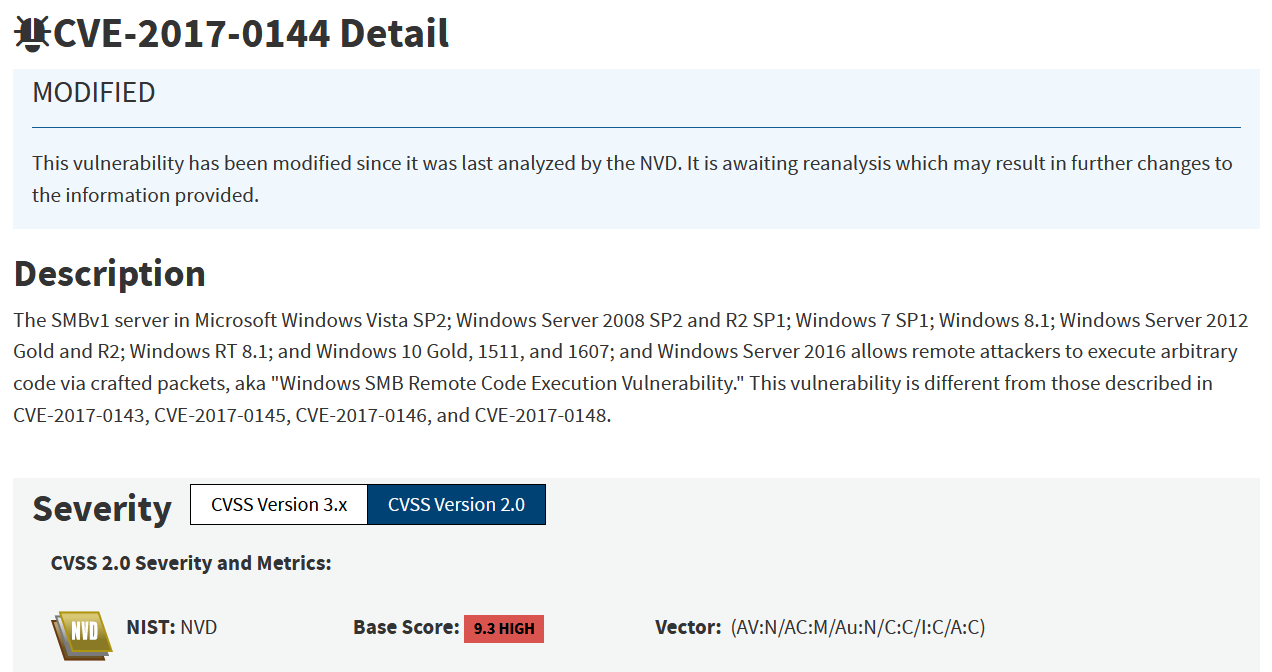 CVE-2017-0144 Detail
MODIFIED
This vulnerability has been modified since it was last analyzed by the NVD. It is awaiting reanalysis which may result in further changes to
the information provided.
Description
The SMBv1 server in Microsoft Windows Vista SP2; Windows Server 2008 SP2 and R2 SP1; Windows 7 SP1; Windows 8.1; Windows Server 2012
Gold and R2; Windows RT 8.1; and Windows 10 Gold, 1511, and 1607; and Windows Server 2016 allows remote attackers to execute arbitrary
code via crafted packets, aka "Windows SMB Remote Code Execution Vulnerability." This vulnerability is different from those described in
CVE-2017-0143, CVE-2017-0145, CVE-2017-0146, and CVE-2017-0148.
Severity CVSS Version 3.x CVSS Version 2.0
CVSS 2.0 Severity and Metrics:
NVD NIST: NVD Base Score: 9.3 HIGH Vector: (AV:N/AC:M/Au:N/C:C/I:C/A:C)